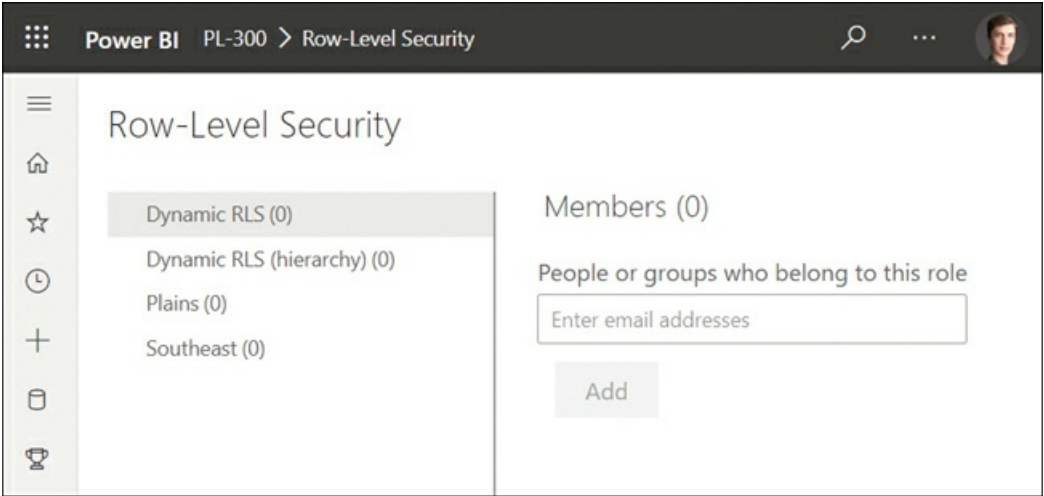 Power BI PL-300 > Row-Level Security
Row-Level Security
Dynamic RLS (0)
Dynamic RLS (hierarchy) (0)
Plains (0)
Southeast (0)
Members (0)
People or groups who belong to this role
Enter email addresses
Add